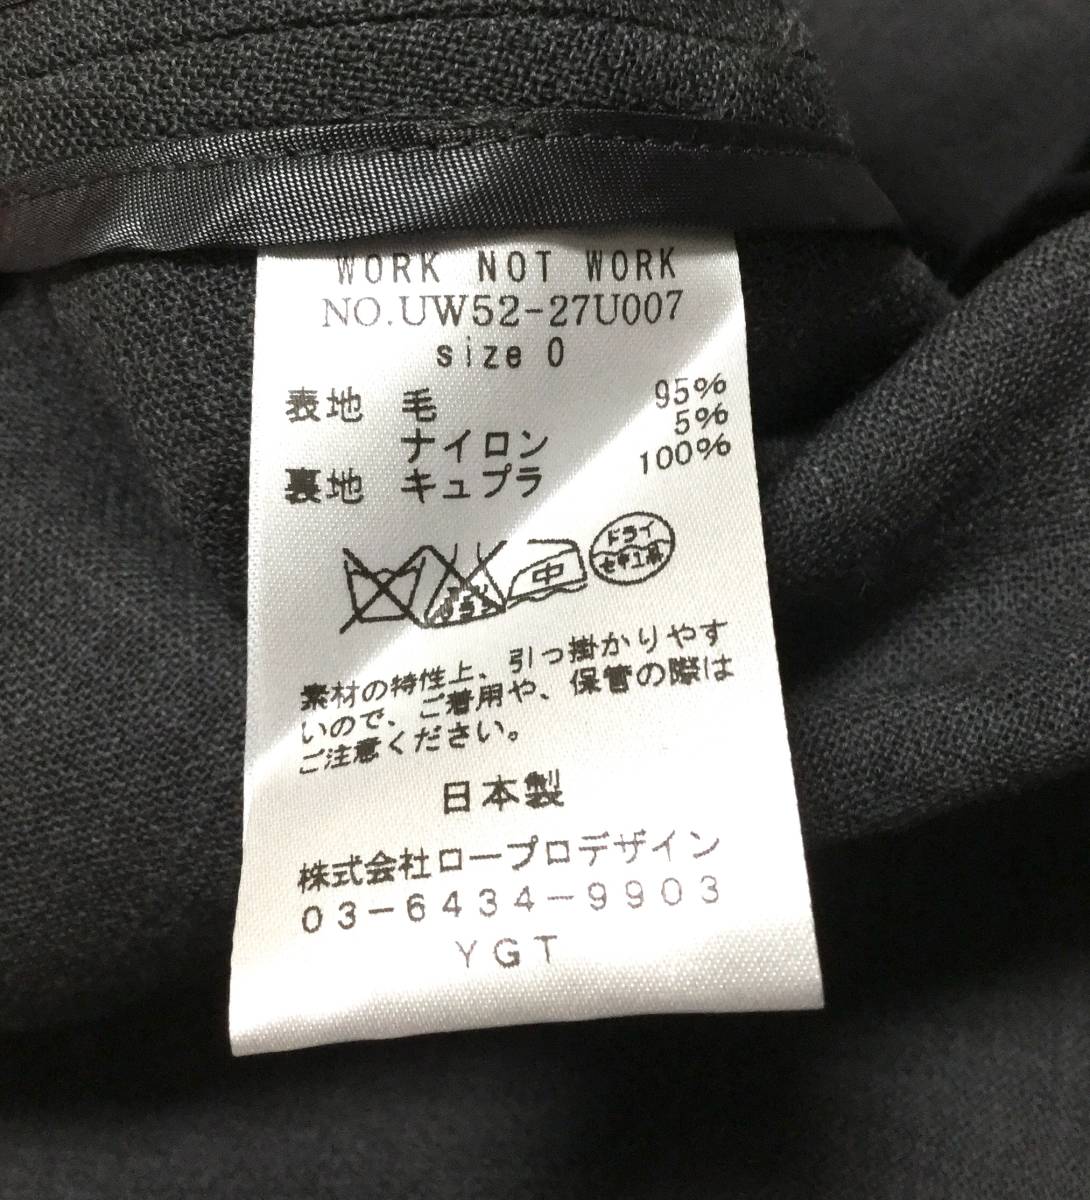 WORK NOT WORK
NO.UW52-27U007
size 0
表地 毛 95%
ナイロン 5%
裏地 キュプラ 100%
中
ドライ
セキユ系
素材の特性上、引っ掛かりやす
いので、ご着用や、保管の際は
ご注意ください。
日本製
株式会社ロープロデザイン
03-6434-9903
YGT